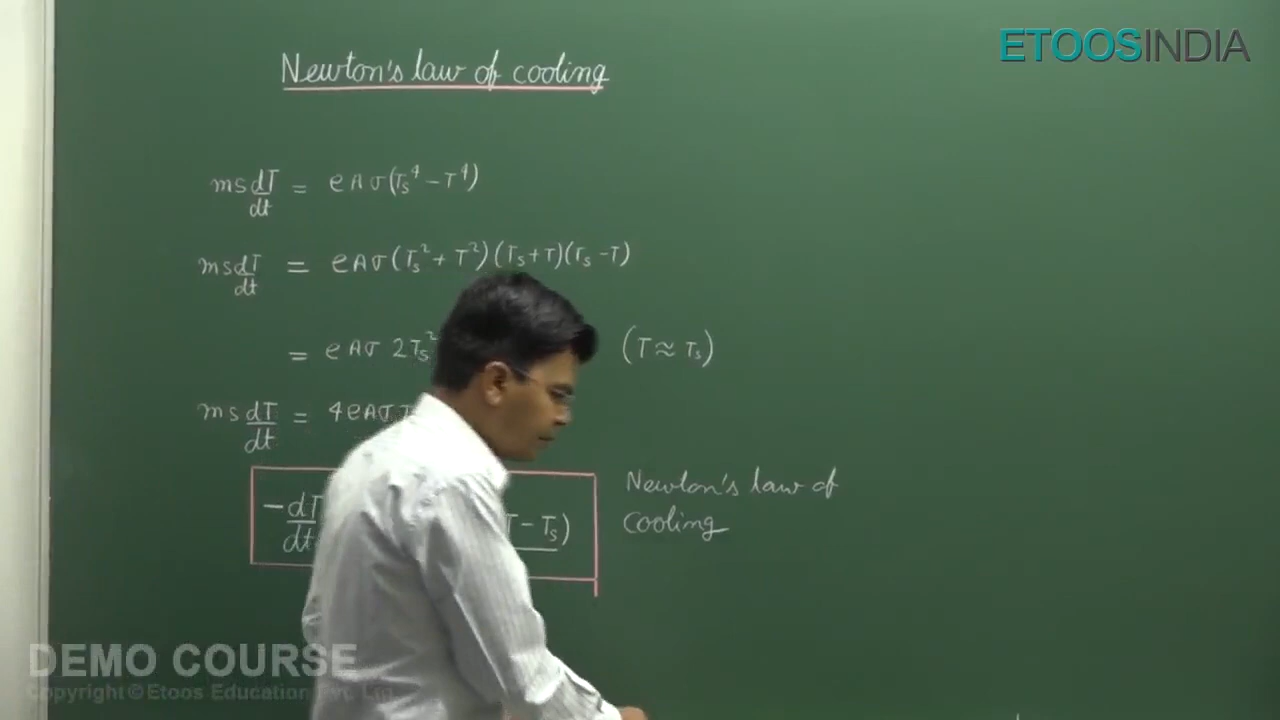 ETOOSINDIA
Newton's law of cooling
ms dT/dt = eAσ(Ts⁴ − T⁴)
ms dT/dt = eAσ(Ts² + T²)(Ts + T)(Ts − T)
= eAσ 2Ts² (T ≈ Ts)
ms dT/dt = 4eAσ
−dT/dt T − Ts)
Newton's law of
cooling
DEMO COURSE
Copyright © Etoos Education Pvt. Ltd.